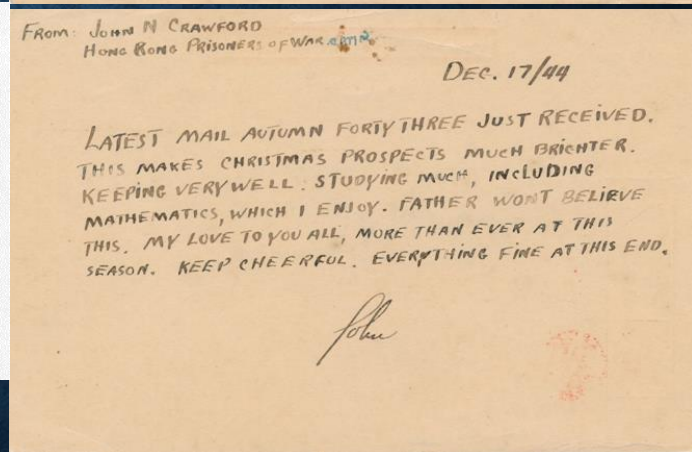 FROM: JOHN N CRAWFORD
HONG KONG PRISONERS OF WAR
DEC. 17/44
LATEST MAIL AUTUMN FORTY THREE JUST RECEIVED.
THIS MAKES CHRISTMAS PROSPECTS MUCH BRIGHTER.
KEEPING VERY WELL. STUDYING MUCH, INCLUDING
MATHEMATICS, WHICH I ENJOY. FATHER WONT BELIEVE
THIS. MY LOVE TO YOU ALL, MORE THAN EVER AT THIS
SEASON. KEEP CHEERFUL. EVERYTHING FINE AT THIS END.
John